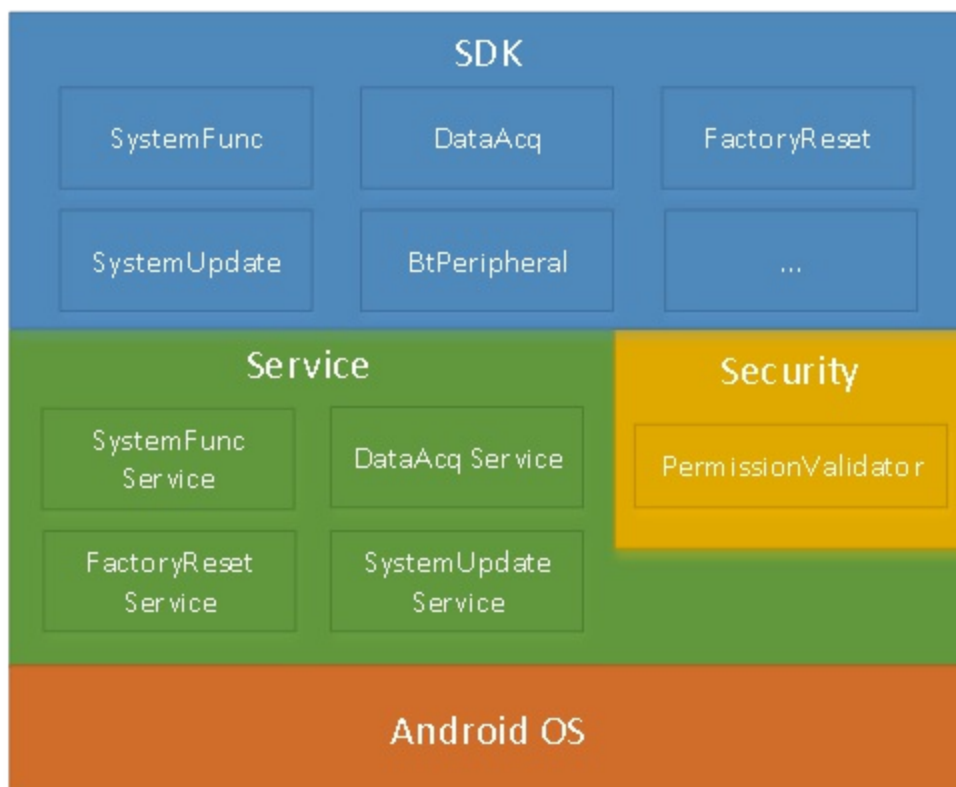 SDK
SystemFunc
DataAcq
FactoryReset
SystemUpdate
BtPeripheral
...
Service
SystemFunc
Service
DataAcq Service
FactoryReset
Service
SystemUpdate
Service
Security
PermissionValidator
Android OS